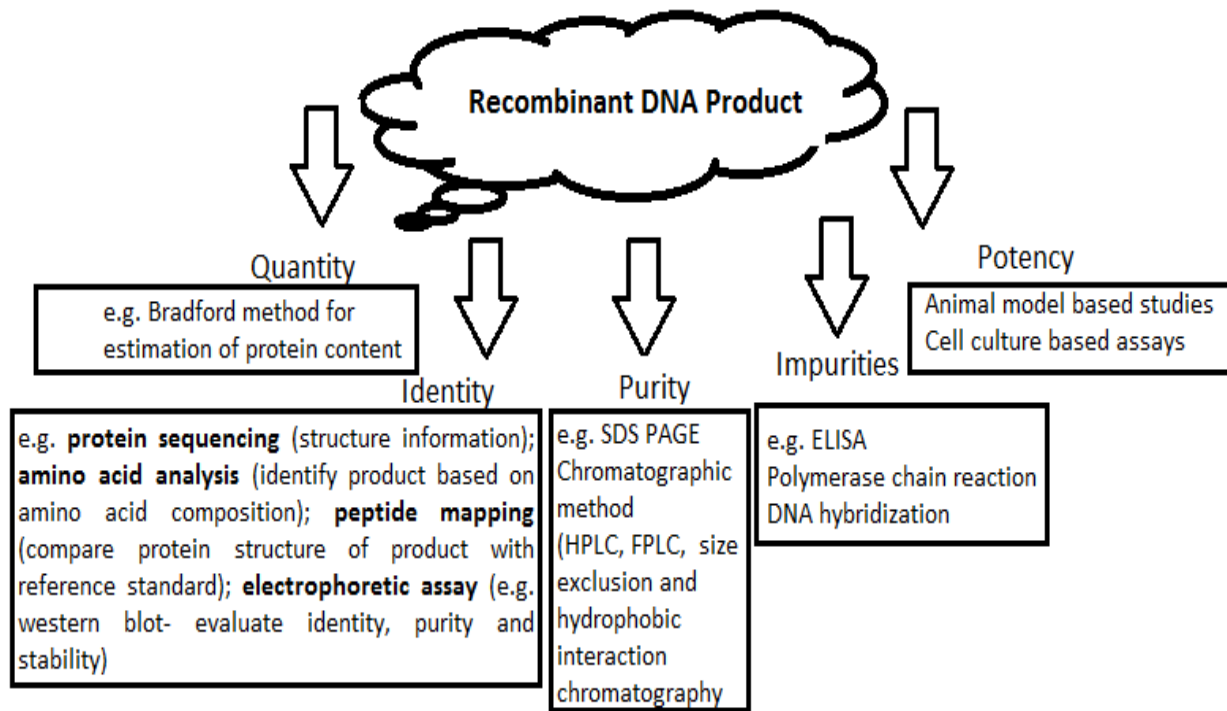 Recombinant DNA Product
Quantity
e.g. Bradford method for
estimation of protein content
Identity
e.g. protein sequencing (structure information);
amino acid analysis (identify product based on
amino acid composition); peptide mapping
(compare protein structure of product with
reference standard); electrophoretic assay (e.g.
western blot- evaluate identity, purity and
stability)
Purity
e.g. SDS PAGE
Chromatographic
method
(HPLC, FPLC, size
exclusion and
hydrophobic
interaction
chromatography
Impurities
e.g. ELISA
Polymerase chain reaction
DNA hybridization
Potency
Animal model based studies
Cell culture based assays